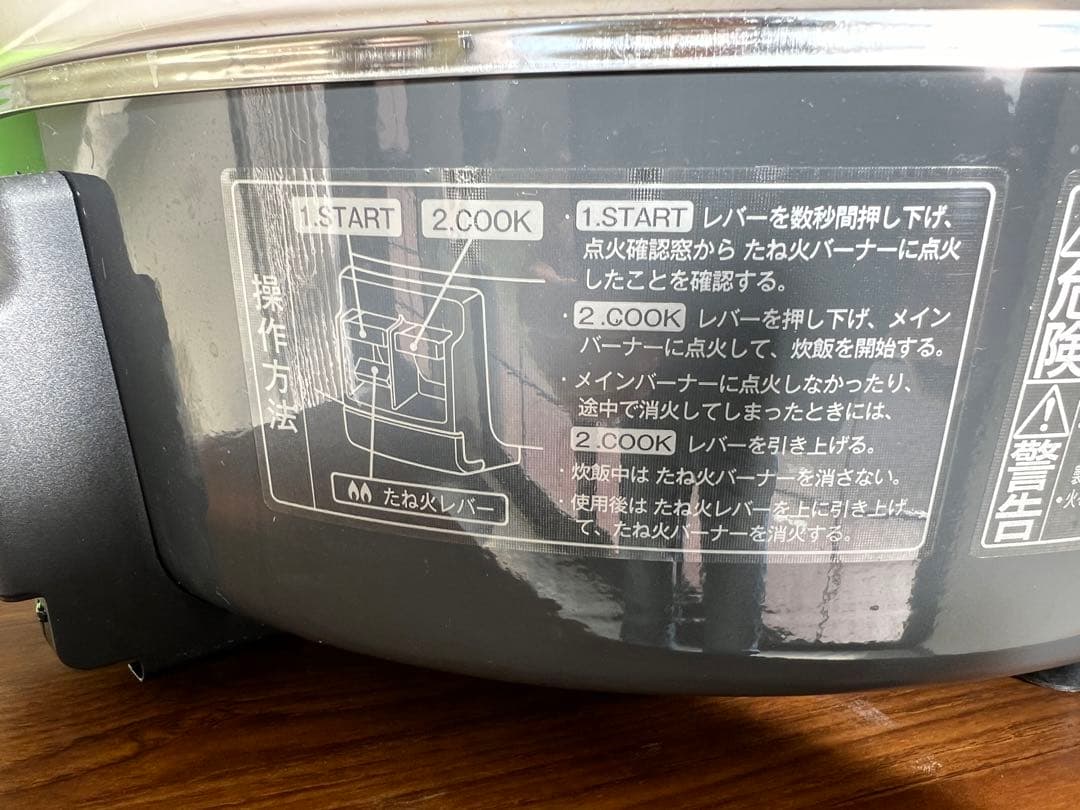 操作方法
1.START 2.COOK
たね火レバー
・1.START レバーを数秒間押し下げ、
点火確認窓から たね火バーナーに点火
したことを確認する。
・2.COOK レバーを押し下げ、メイン
バーナーに点火して、炊飯を開始する。
・メインバーナーに点火しなかったり、
途中で消火してしまったときには、
2.COOK レバーを引き上げる。
・炊飯中は たね火バーナーを消さない。
・使用後は たね火レバーを上に引き上げ
て、たね火バーナーを消火する。
危険
警告
・火